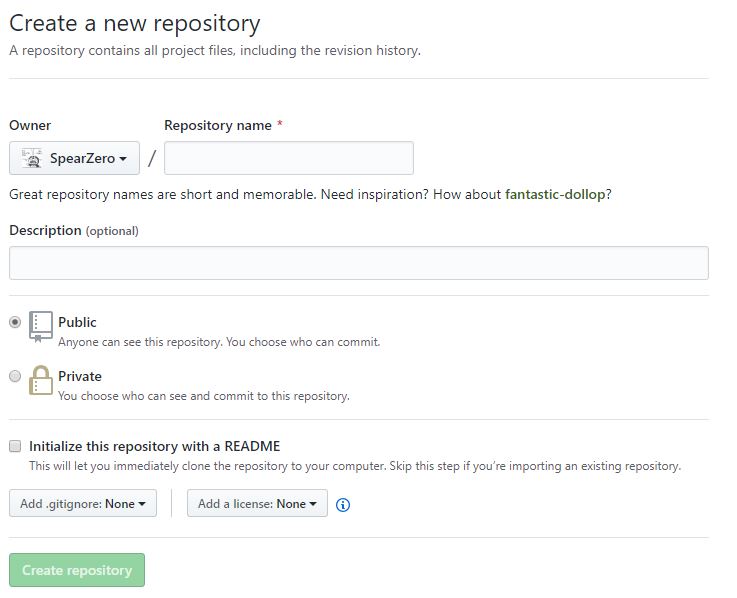 Create a new repository
A repository contains all project files, including the revision history.
Owner
Repository name *
SpearZero
/
Great repository names are short and memorable. Need inspiration? How about fantastic-dollop?
Description (optional)
Public
Anyone can see this repository. You choose who can commit.
Private
You choose who can see and commit to this repository.
Initialize this repository with a README
This will let you immediately clone the repository to your computer. Skip this step if you’re importing an existing repository.
Add .gitignore: None
Add a license: None
Create repository